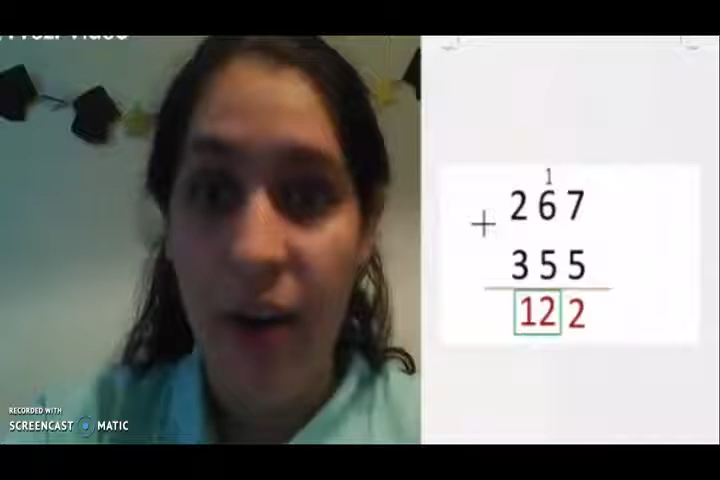 1
267
+
355
122
RECORDED WITH
SCREENCAST MATIC